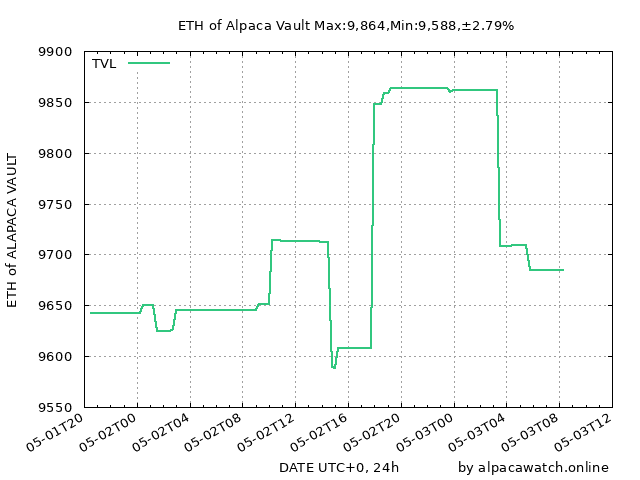 ETH of Alpaca Vault Max:9,864,Min:9,588,±2.79%
TVL
9900
9850
9800
9750
9700
9650
9600
9550
ETH of ALAPACA VAULT
05-01T20
05-02T00
05-02T04
05-02T08
05-02T12
05-02T16
05-02T20
05-03T00
05-03T04
05-03T08
05-03T12
DATE UTC+0, 24h
by alpacawatch.online